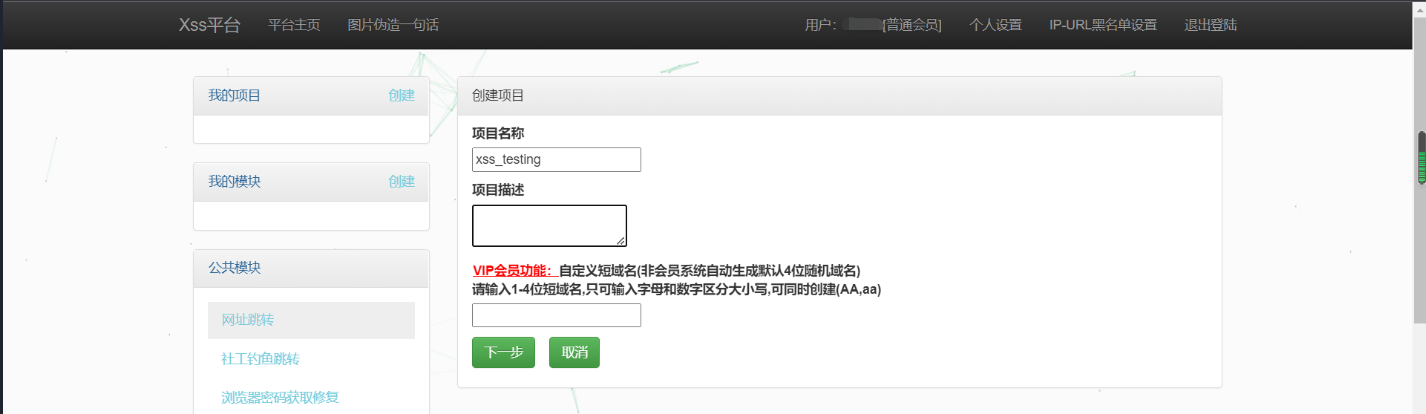 Xss平台 平台主页 图片伪造一句话 用户： [普通会员] 个人设置 IP-URL黑名单设置 退出登陆
我的项目 创建
我的模块 创建
公共模块
网址跳转
社工钓鱼跳转
浏览器密码获取修复
创建项目
项目名称
xss_testing
项目描述
VIP会员功能：自定义短域名(非会员系统自动生成默认4位随机域名)
请输入1-4位短域名,只可输入字母和数字区分大小写,可同时创建(AA,aa)
下一步 取消